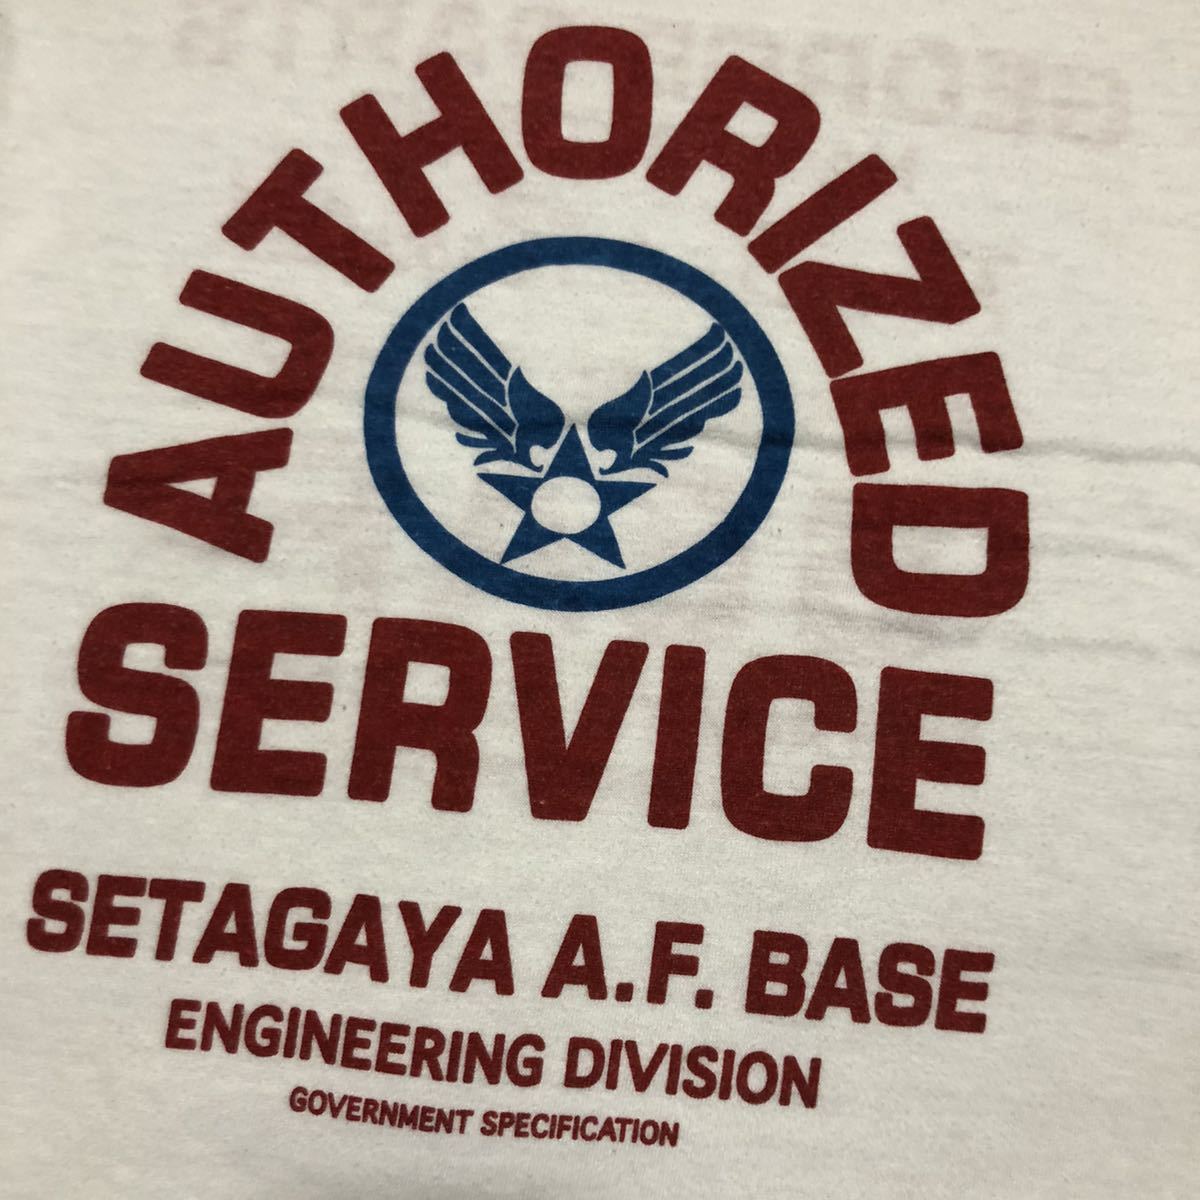 AUTHORIZED
SERVICE
SETAGAYA A.F. BASE
ENGINEERING DIVISION
GOVERNMENT SPECIFICATION